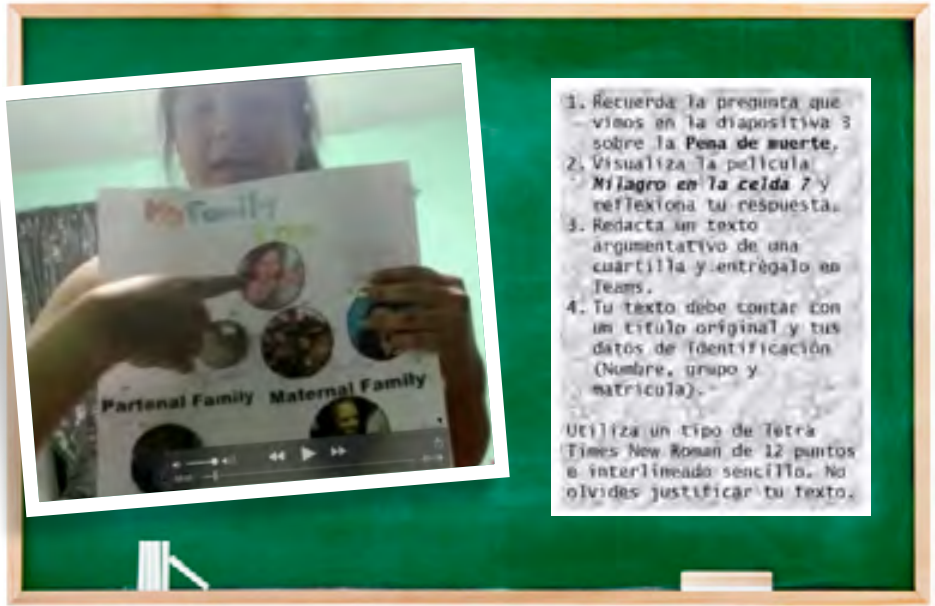 My Family
Partenal Family
Maternal Family
1. Recuerda la pregunta que
vimos en la diapositiva 3
sobre la Pena de muerte.
2. Visualiza la película
Milagro en la celda 7 y
reflexiona tu respuesta.
3. Redacta un texto
argumentativo de una
cuartilla y entrégalo en
Teams.
4. Tu texto debe contar con
un título original y tus
datos de identificación
(Nombre, grupo y
matrícula).
Utiliza un tipo de letra
Times New Roman de 12 puntos
e interlineado sencillo. No
olvides justificar tu texto.